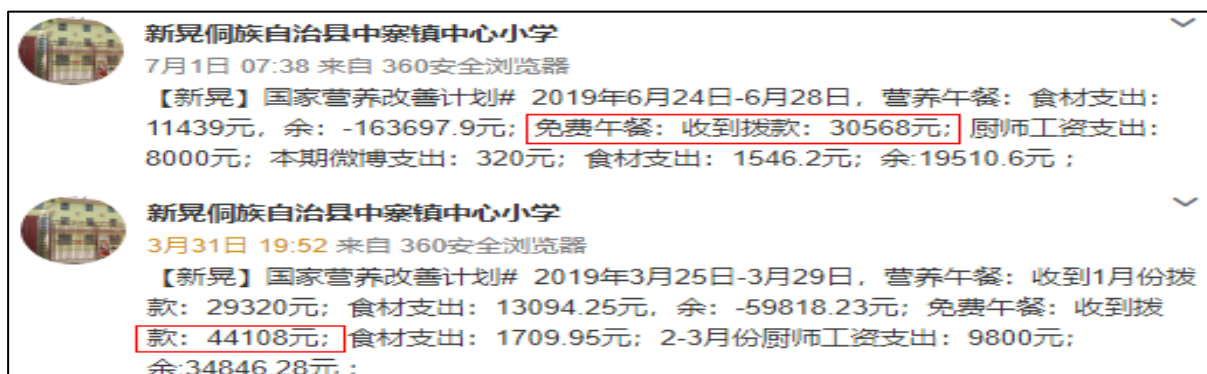 新晃侗族自治县中寨镇中心小学
7月1日 07:38 来自 360安全浏览器
【新晃】国家营养改善计划# 2019年6月24日-6月28日，营养午餐：食材支出：
11439元，余：-163697.9元；免费午餐：收到拨款：30568元；厨师工资支出：
8000元；本期微博支出：320元；食材支出：1546.2元；余:19510.6元；
新晃侗族自治县中寨镇中心小学
3月31日 19:52 来自 360安全浏览器
【新晃】国家营养改善计划# 2019年3月25日-3月29日，营养午餐：收到1月份拨
款：29320元；食材支出：13094.25元，余：-59818.23元；免费午餐：收到拨
款：44108元；食材支出：1709.95元；2-3月份厨师工资支出：9800元；
余:34846.28元；